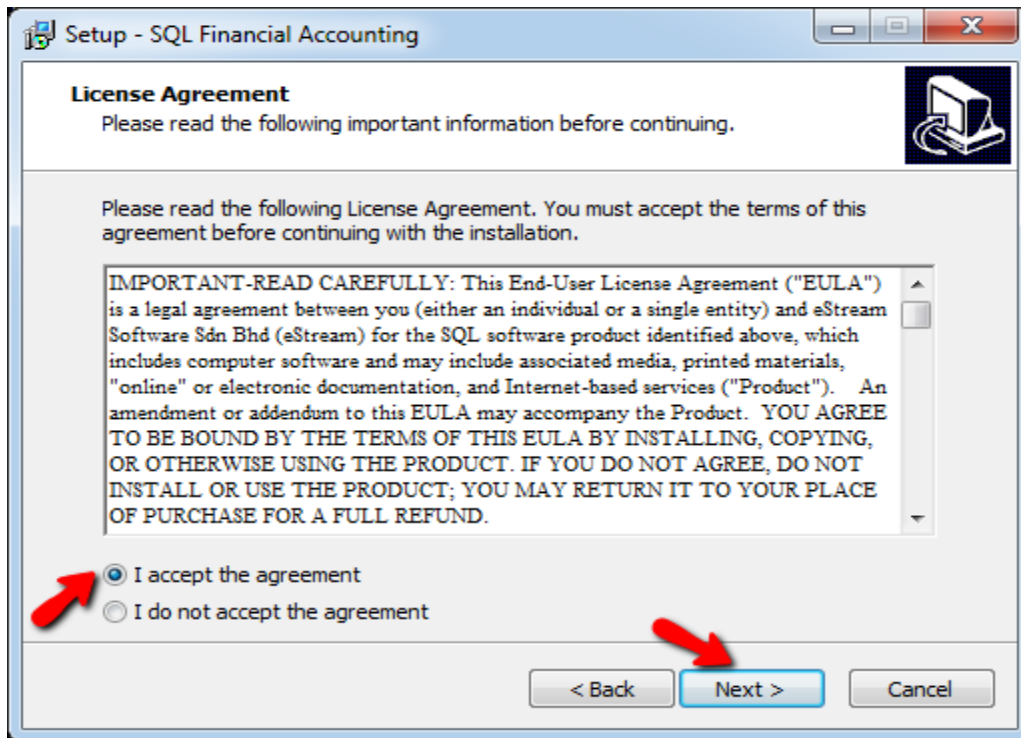 Setup - SQL Financial Accounting
License Agreement
Please read the following important information before continuing.
Please read the following License Agreement. You must accept the terms of this
agreement before continuing with the installation.
IMPORTANT-READ CAREFULLY: This End-User License Agreement ("EULA")
is a legal agreement between you (either an individual or a single entity) and eStream
Software Sdn Bhd (eStream) for the SQL software product identified above, which
includes computer software and may include associated media, printed materials,
"online" or electronic documentation, and Internet-based services ("Product").   An
amendment or addendum to this EULA may accompany the Product.  YOU AGREE
TO BE BOUND BY THE TERMS OF THIS EULA BY INSTALLING, COPYING,
OR OTHERWISE USING THE PRODUCT. IF YOU DO NOT AGREE, DO NOT
INSTALL OR USE THE PRODUCT; YOU MAY RETURN IT TO YOUR PLACE
OF PURCHASE FOR A FULL REFUND.
I accept the agreement
I do not accept the agreement
< Back Next > Cancel